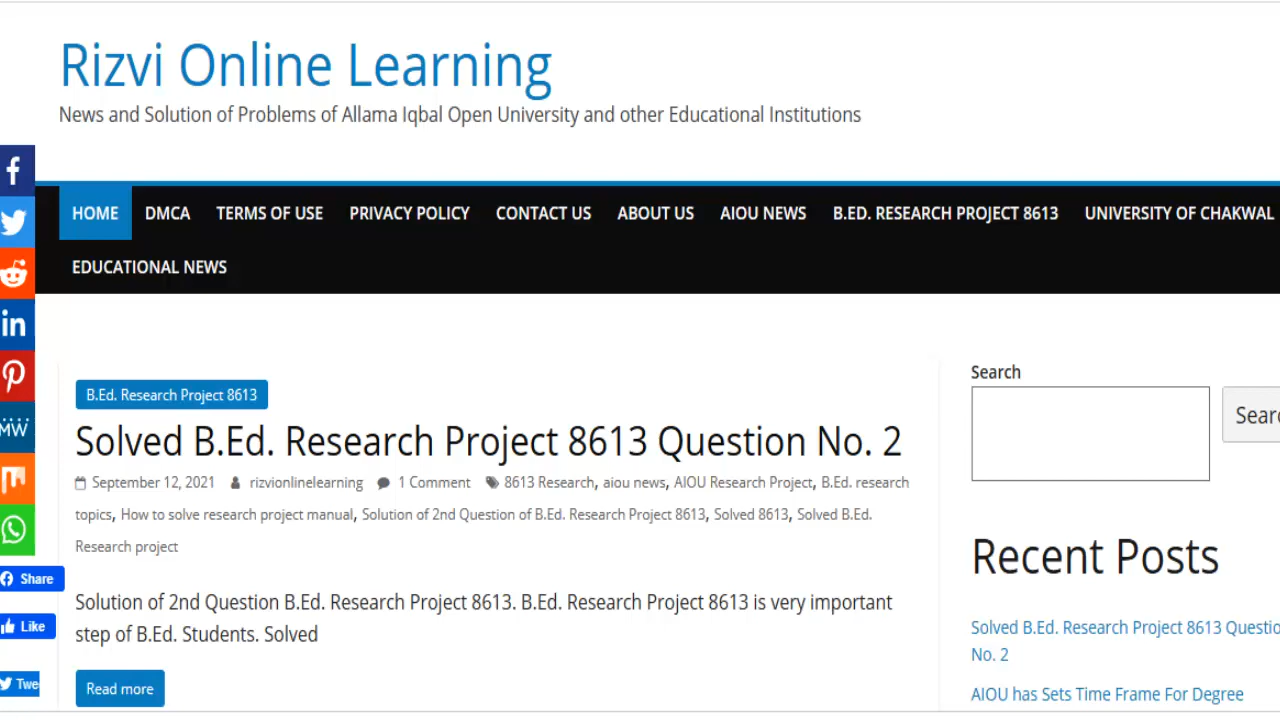 Rizvi Online Learning
News and Solution of Problems of Allama Iqbal Open University and other Educational Institutions
HOME DMCA TERMS OF USE PRIVACY POLICY CONTACT US ABOUT US AIOU NEWS B.ED. RESEARCH PROJECT 8613 UNIVERSITY OF CHAKWAL
EDUCATIONAL NEWS
B.Ed. Research Project 8613
Solved B.Ed. Research Project 8613 Question No. 2
September 12, 2021 rizvionlinelearning 1 Comment 8613 Research, aiou news, AIOU Research Project, B.Ed. research
topics, How to solve research project manual, Solution of 2nd Question of B.Ed. Research Project 8613, Solved 8613, Solved B.Ed.
Research project
Solution of 2nd Question B.Ed. Research Project 8613. B.Ed. Research Project 8613 is very important
step of B.Ed. Students. Solved
Read more
Search
Searc
Recent Posts
Solved B.Ed. Research Project 8613 Questio
No. 2
AIOU has Sets Time Frame For Degree
in
MW
Share
Like
Twe